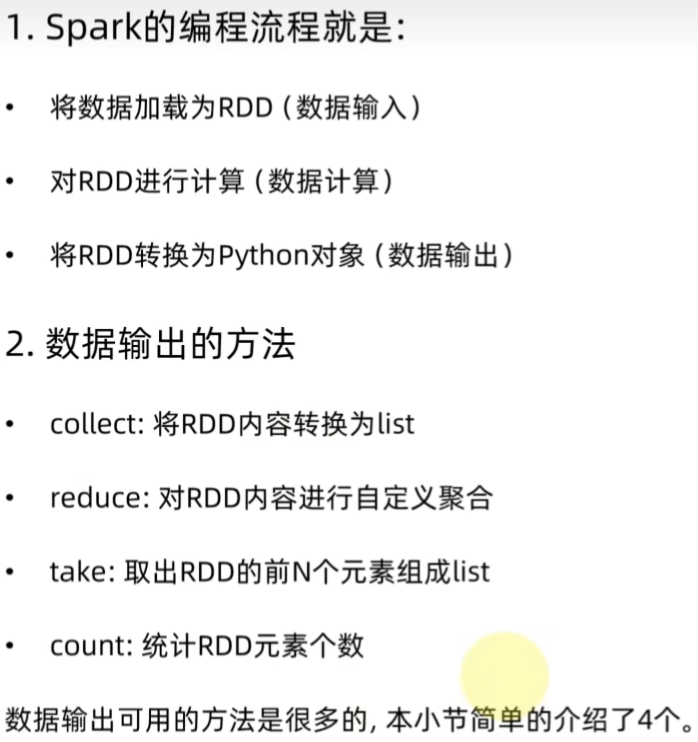 1. Spark的编程流程就是：
• 将数据加载为RDD（数据输入）
• 对RDD进行计算（数据计算）
• 将RDD转换为Python对象（数据输出）
2. 数据输出的方法
• collect: 将RDD内容转换为list
• reduce: 对RDD内容进行自定义聚合
• take: 取出RDD的前N个元素组成list
• count: 统计RDD元素个数
数据输出可用的方法是很多的, 本小节简单的介绍了4个。